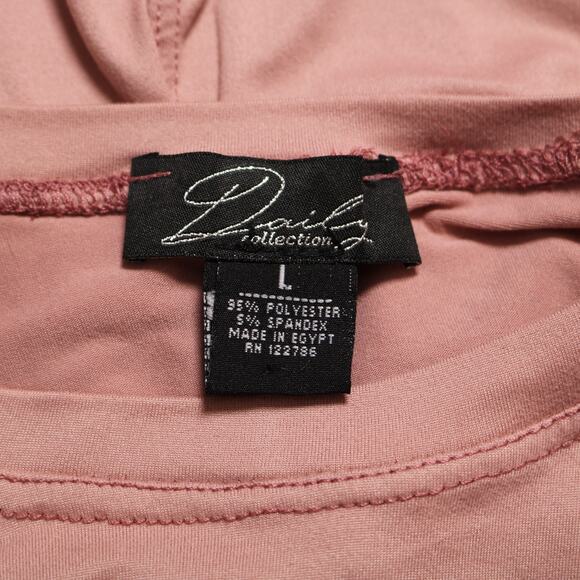 Daily
Collection
L
95% POLYESTER
5% SPANDEX
MADE IN EGYPT
RN 122786